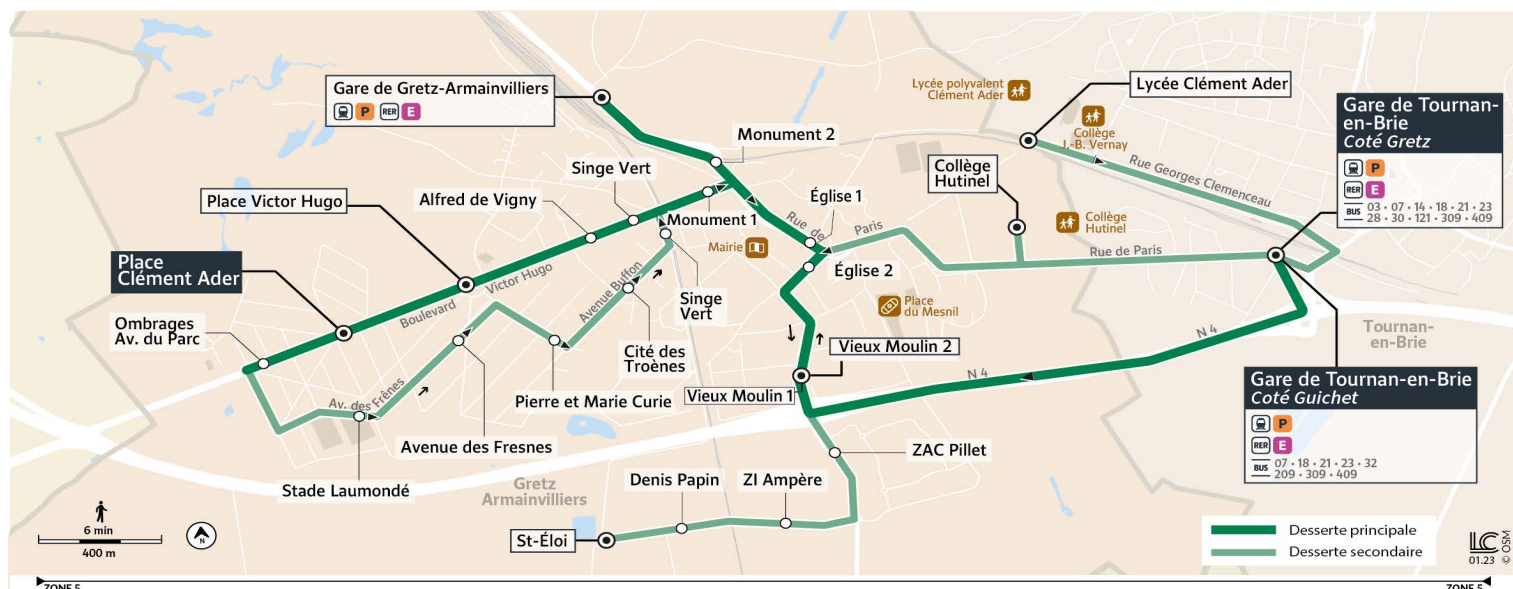 Gare de Gretz-Armainvilliers
P RER E
Lycée polyvalent
Clément Ader
Lycée Clément Ader
Collège
J.-B. Vernay
Gare de Tournan-
en-Brie
Coté Gretz
P
RER E
BUS 03 • 07 • 14 • 18 • 21 • 23
28 • 30 • 121 • 309 • 409
Monument 2
Singe Vert
Collège
Hutinel
Rue Georges Clemenceau
Place Victor Hugo
Alfred de Vigny
Monument 1
Église 1
Rue de Paris
Mairie
Collège
Hutinel
Rue de Paris
Place
Clément Ader
Boulevard Victor Hugo
Avenue Buffon
Église 2
Singe
Vert
Place
du Mesnil
Ombrages
Av. du Parc
Cité des
Troènes
Vieux Moulin 2
N 4
N 4
Tournan-
en-Brie
Av. des Frênes
Pierre et Marie Curie
Vieux Moulin 1
Gare de Tournan-en-Brie
Coté Guichet
P
RER E
BUS 07 • 18 • 21 • 23 • 32
209 • 309 • 409
Avenue des Fresnes
ZAC Pillet
Stade Laumondé
Gretz
Armainvilliers
Denis Papin
ZI Ampère
St-Éloi
6 min
400 m
N
Desserte principale
Desserte secondaire
LC
01.23
© OSM
ZONE 5
ZONE 5